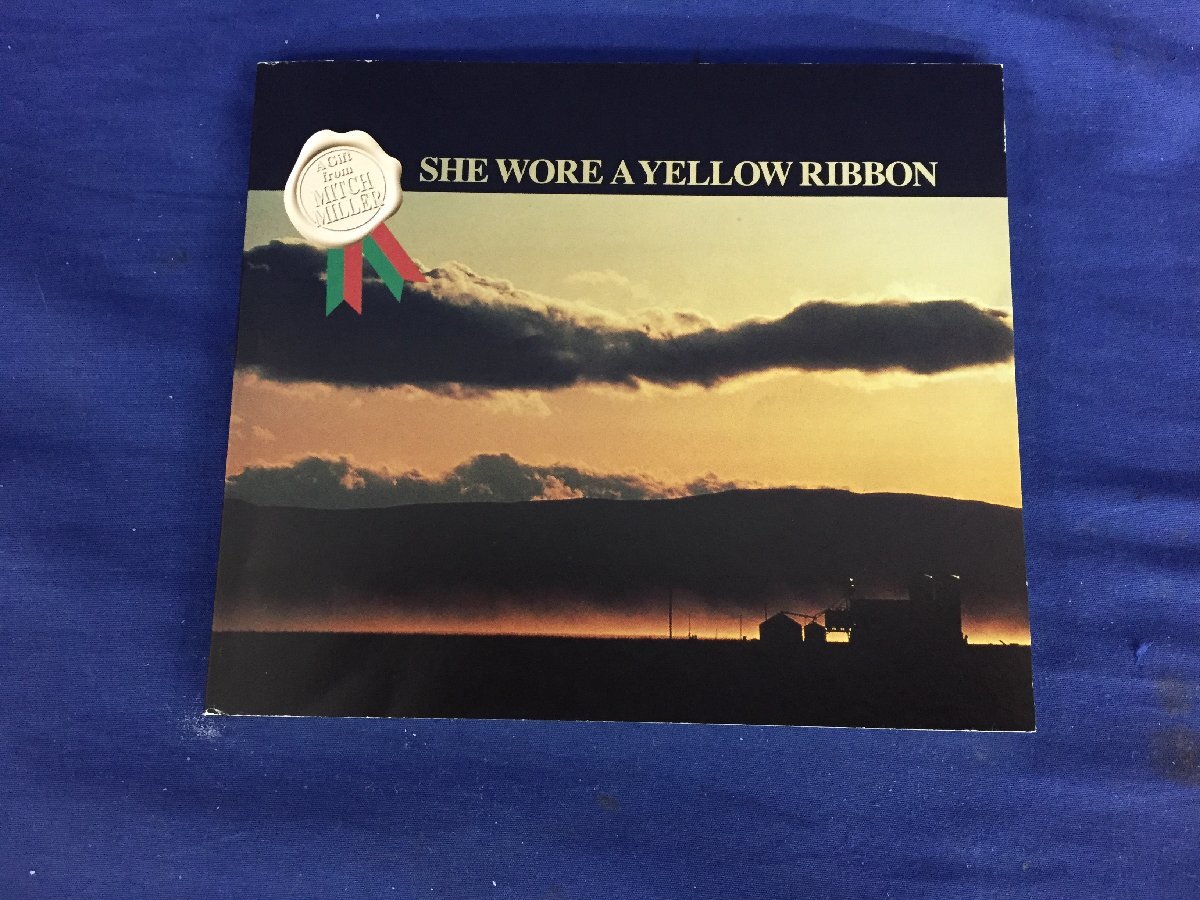 A Gift
from
MITCH
MILLER
SHE WORE A YELLOW RIBBON